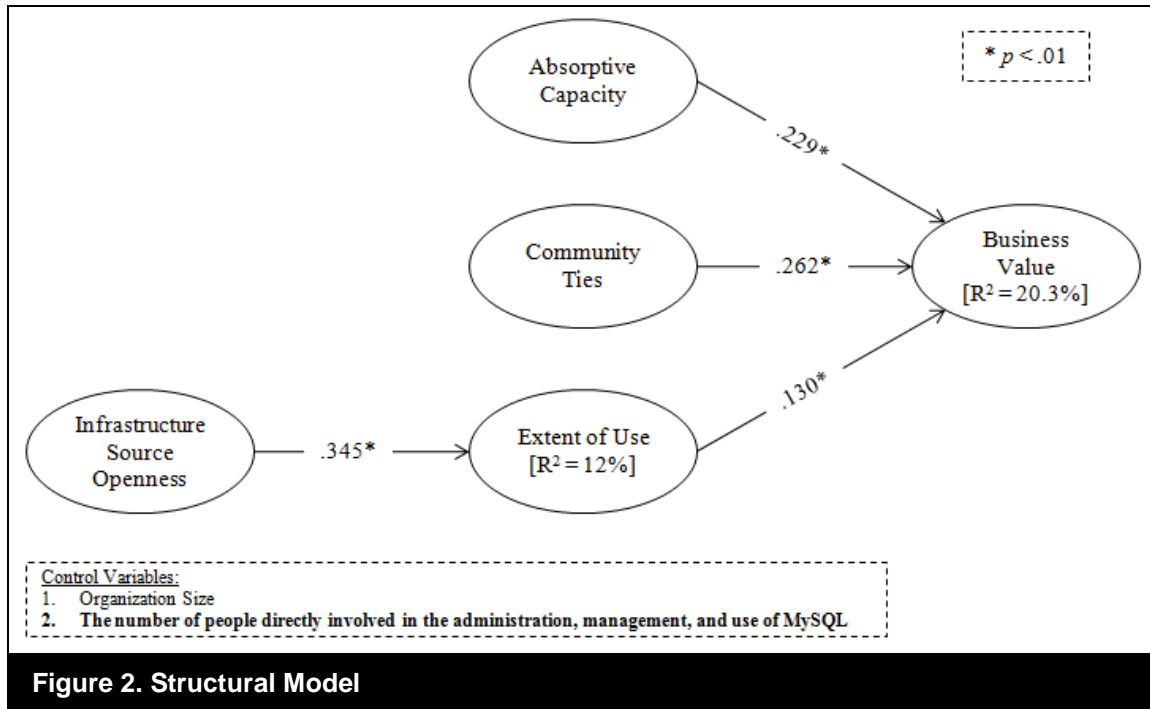 Absorptive
Capacity
* p < .01
.229*
Community
Ties
.262*
Business
Value
[R² = 20.3%]
.130*
Infrastructure
Source
Openness
.345*
Extent of Use
[R² = 12%]
Control Variables:
1. Organization Size
2. The number of people directly involved in the administration, management, and use of MySQL
Figure 2. Structural Model